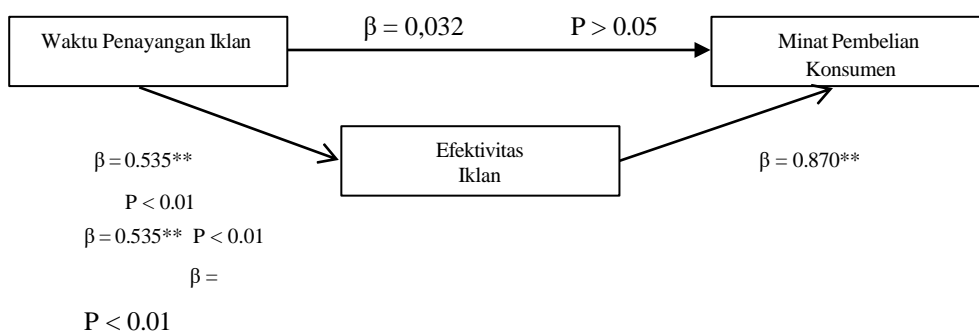 Waktu Penayangan Iklan
β = 0,032 P > 0.05
Minat Pembelian
Konsumen
Efektivitas
Iklan
β = 0.535**
P < 0.01
β = 0.535** P < 0.01
β =
P < 0.01
β = 0.870**